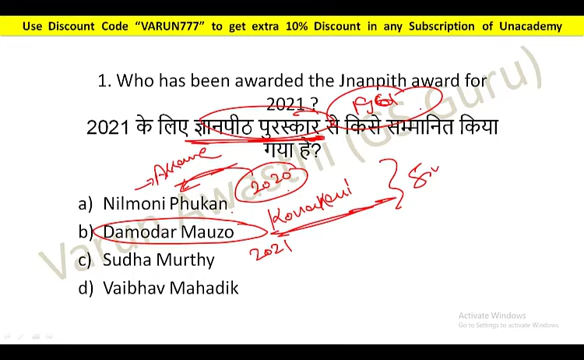 Use Discount Code “VARUN777” to get extra 10% Discount in any Subscription of Unacademy
1. Who has been awarded the Jnanpith award for
2021 ?
1961
2021 के लिए ज्ञानपीठ पुरस्कार से किसे सम्मानित किया
गया हे?
2020
a) Nilmoni Phukan
Konkani
b) Damodar Mauzo
2021
c) Sudha Murthy
d) Vaibhav Mahadik
Varun Awasthi (GS Guru)
Activate Windows
Go to Settings to activate Windows.